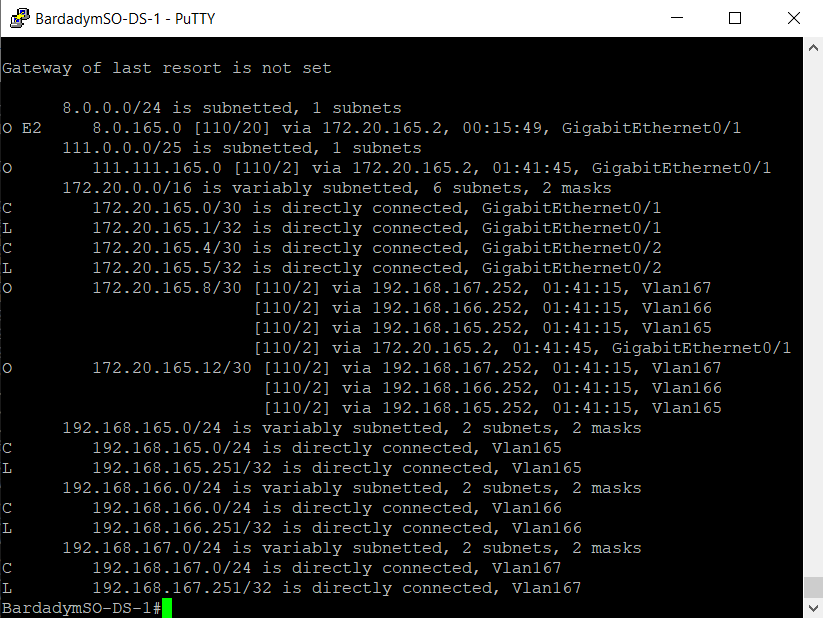 BardadymSO-DS-1 - PuTTY
Gateway of last resort is not set
8.0.0.0/24 is subnetted, 1 subnets
O E2     8.0.165.0 [110/20] via 172.20.165.2, 00:15:49, GigabitEthernet0/1
111.0.0.0/25 is subnetted, 1 subnets
O        111.111.165.0 [110/2] via 172.20.165.2, 01:41:45, GigabitEthernet0/1
172.20.0.0/16 is variably subnetted, 6 subnets, 2 masks
C        172.20.165.0/30 is directly connected, GigabitEthernet0/1
L        172.20.165.1/32 is directly connected, GigabitEthernet0/1
C        172.20.165.4/30 is directly connected, GigabitEthernet0/2
L        172.20.165.5/32 is directly connected, GigabitEthernet0/2
O        172.20.165.8/30 [110/2] via 192.168.167.252, 01:41:15, Vlan167
[110/2] via 192.168.166.252, 01:41:15, Vlan166
[110/2] via 192.168.165.252, 01:41:15, Vlan165
[110/2] via 172.20.165.2, 01:41:45, GigabitEthernet0/1
O        172.20.165.12/30 [110/2] via 192.168.167.252, 01:41:15, Vlan167
[110/2] via 192.168.166.252, 01:41:15, Vlan166
[110/2] via 192.168.165.252, 01:41:15, Vlan165
192.168.165.0/24 is variably subnetted, 2 subnets, 2 masks
C        192.168.165.0/24 is directly connected, Vlan165
L        192.168.165.251/32 is directly connected, Vlan165
192.168.166.0/24 is variably subnetted, 2 subnets, 2 masks
C        192.168.166.0/24 is directly connected, Vlan166
L        192.168.166.251/32 is directly connected, Vlan166
192.168.167.0/24 is variably subnetted, 2 subnets, 2 masks
C        192.168.167.0/24 is directly connected, Vlan167
L        192.168.167.251/32 is directly connected, Vlan167
BardadymSO-DS-1#